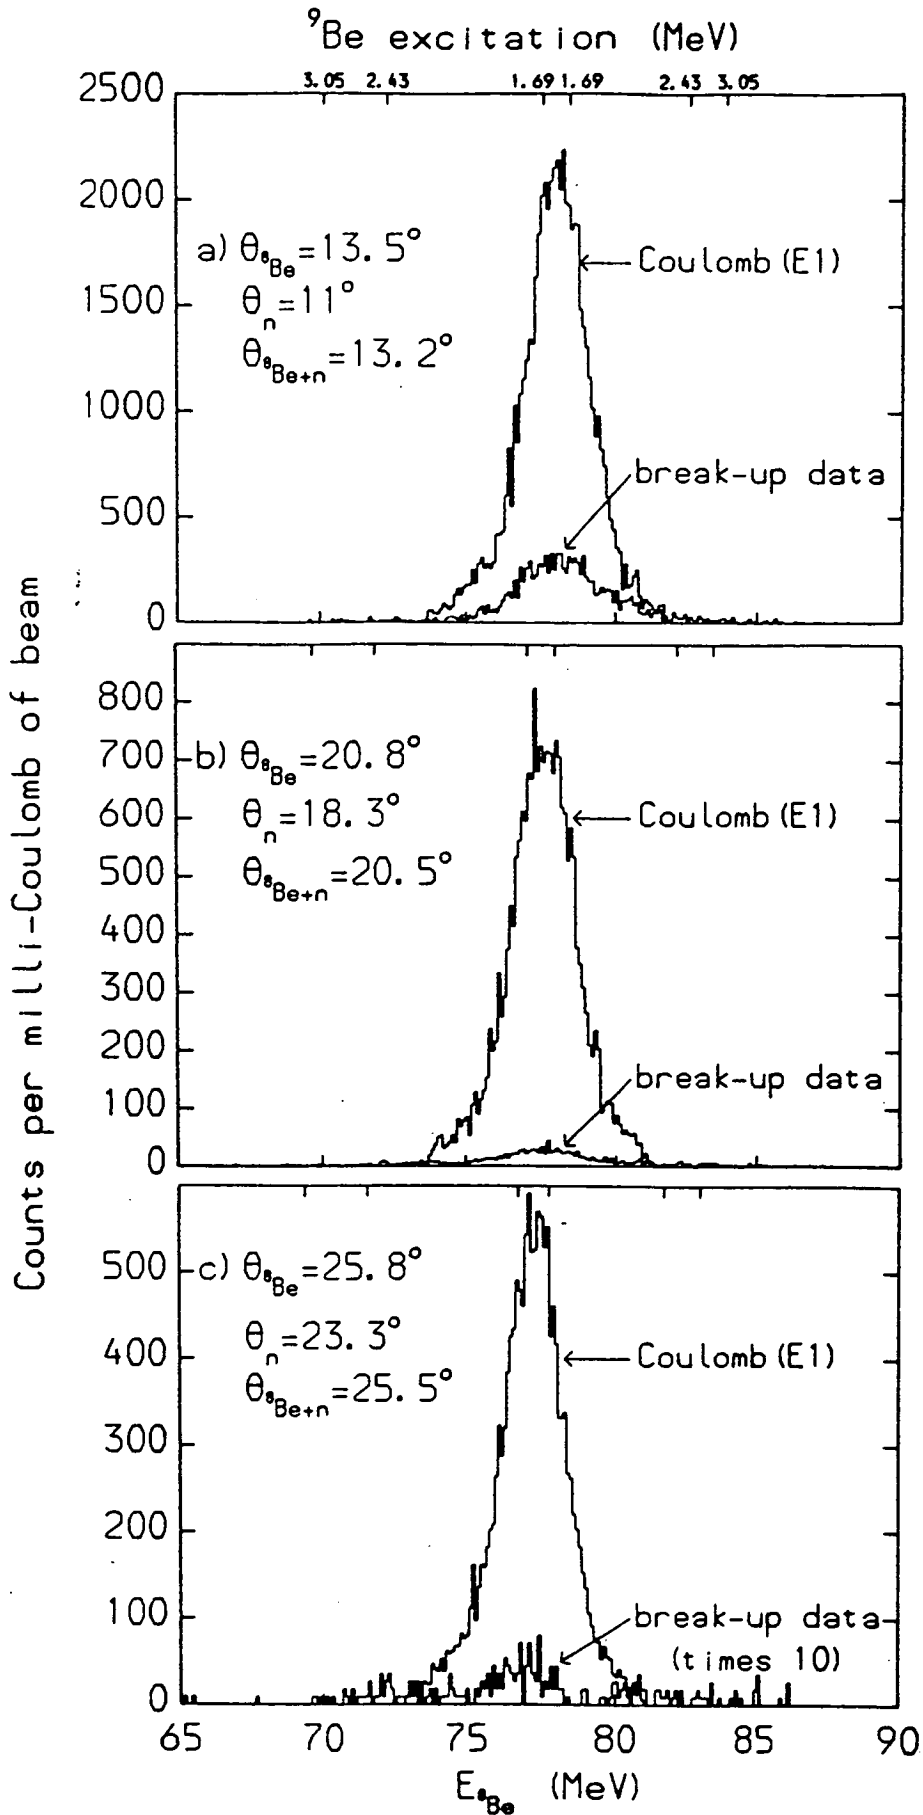 ⁹Be excitation (MeV)
3.05 2.43 1.69 1.69 2.43 3.05
2500
2000
1500
1000
500
0
a) θ₈Be=13.5°
θn=11°
θ₈Be+n=13.2°
Coulomb(E1)
break-up data
800
700
600
500
400
300
200
100
0
b) θ₈Be=20.8°
θn=18.3°
θ₈Be+n=20.5°
Coulomb(E1)
break-up data
500
400
300
200
100
0
c) θ₈Be=25.8°
θn=23.3°
θ₈Be+n=25.5°
Coulomb(E1)
break-up data
(times 10)
65 70 75 80 85 90
E₈Be (MeV)
Counts per milli-Coulomb of beam